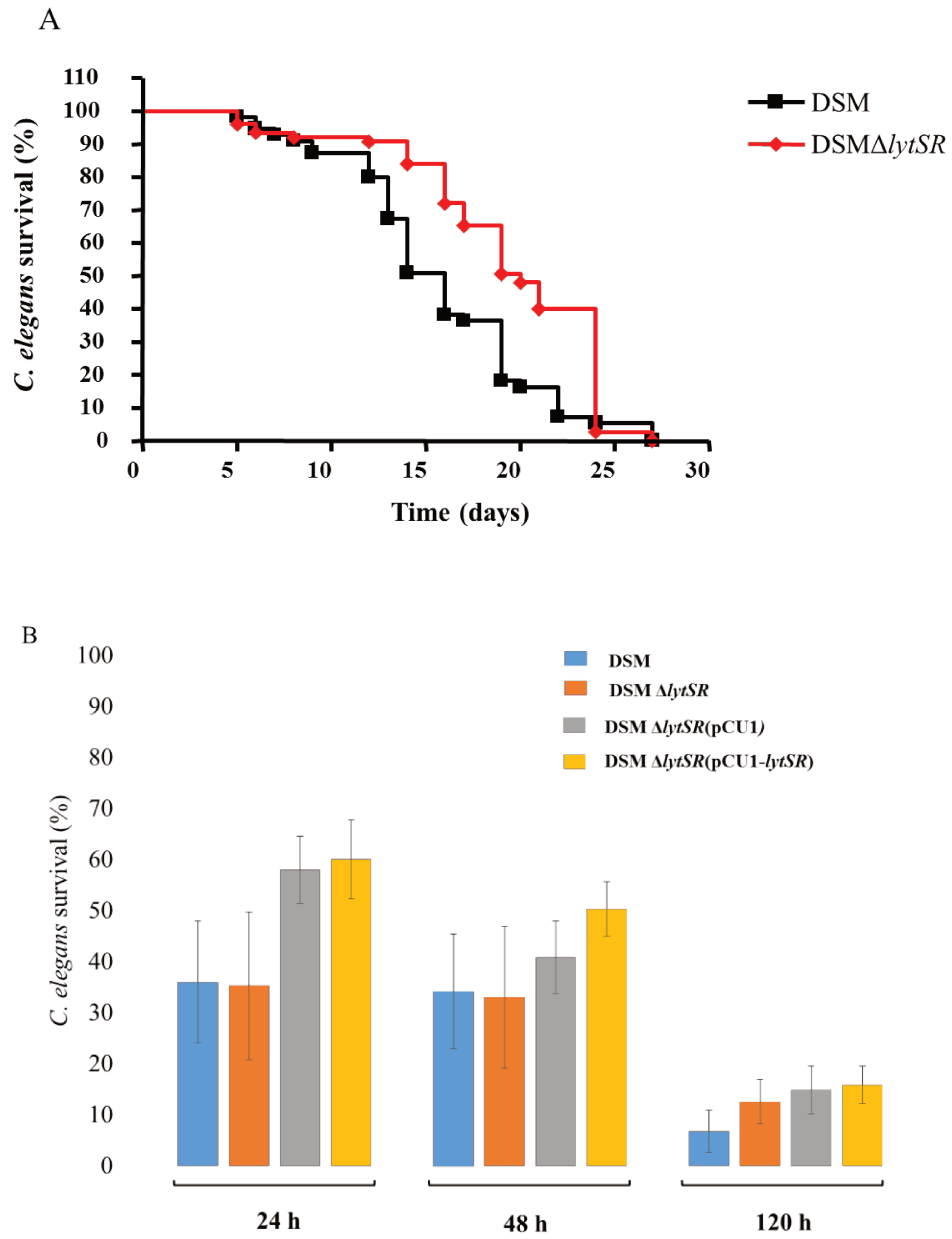 A
110
100
90
80
70
60
50
40
30
20
10
0
C. elegans survival (%)
0 5 10 15 20 25 30
Time (days)
DSM
DSMΔlytSR
B
100
90
80
70
60
50
40
30
20
10
0
C. elegans survival (%)
DSM
DSM ΔlytSR
DSM ΔlytSR(pCU1)
DSM ΔlytSR(pCU1-lytSR)
24 h 48 h 120 h